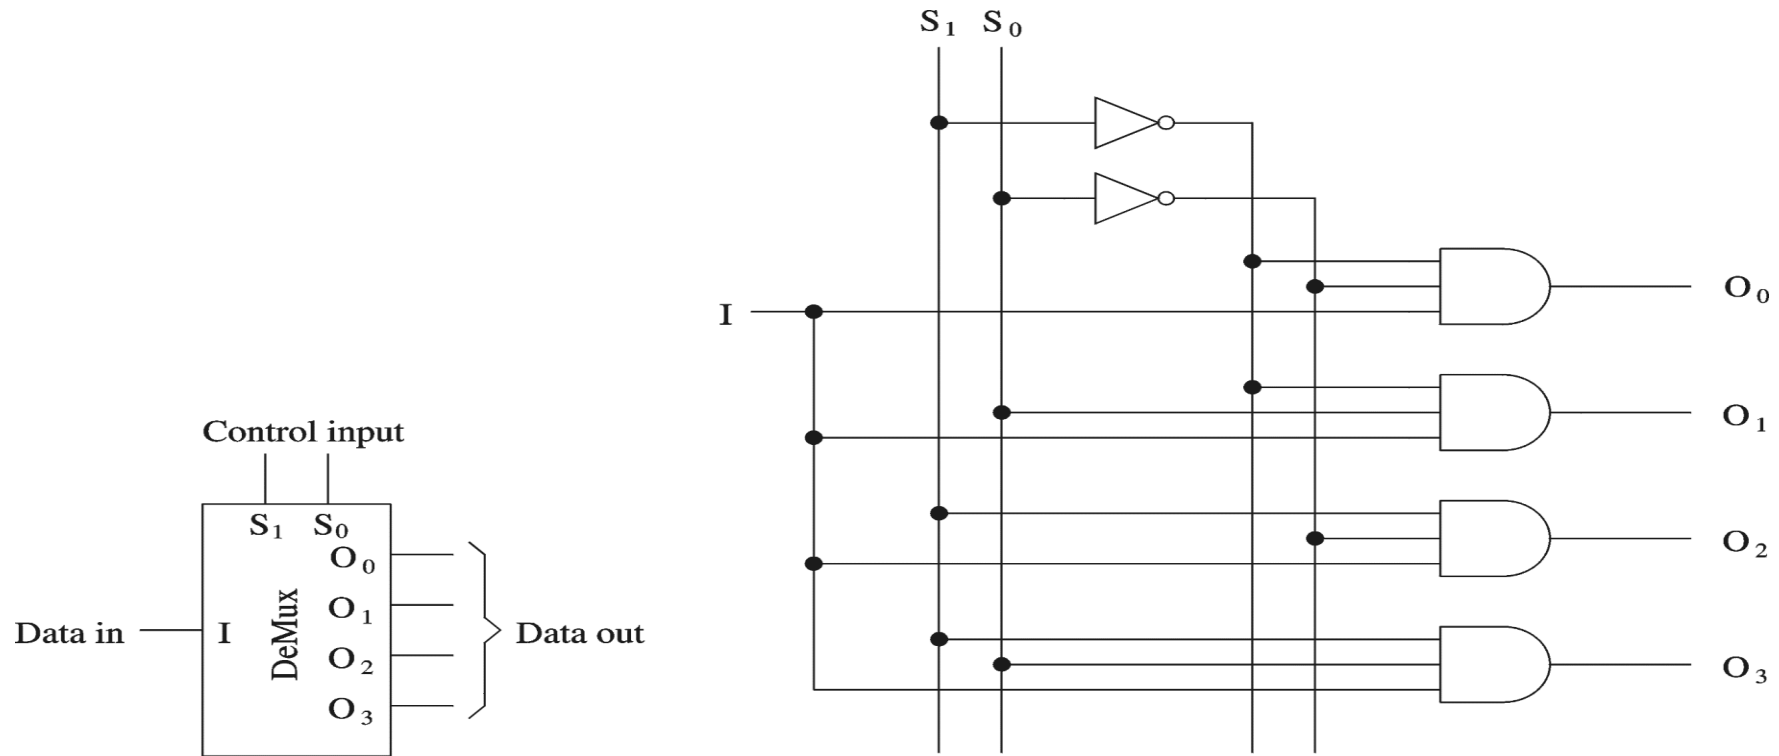 Control input
S1 S0
O0
O1
Data in I DeMux Data out
O2
O3
S1 S0
I
O0
O1
O2
O3